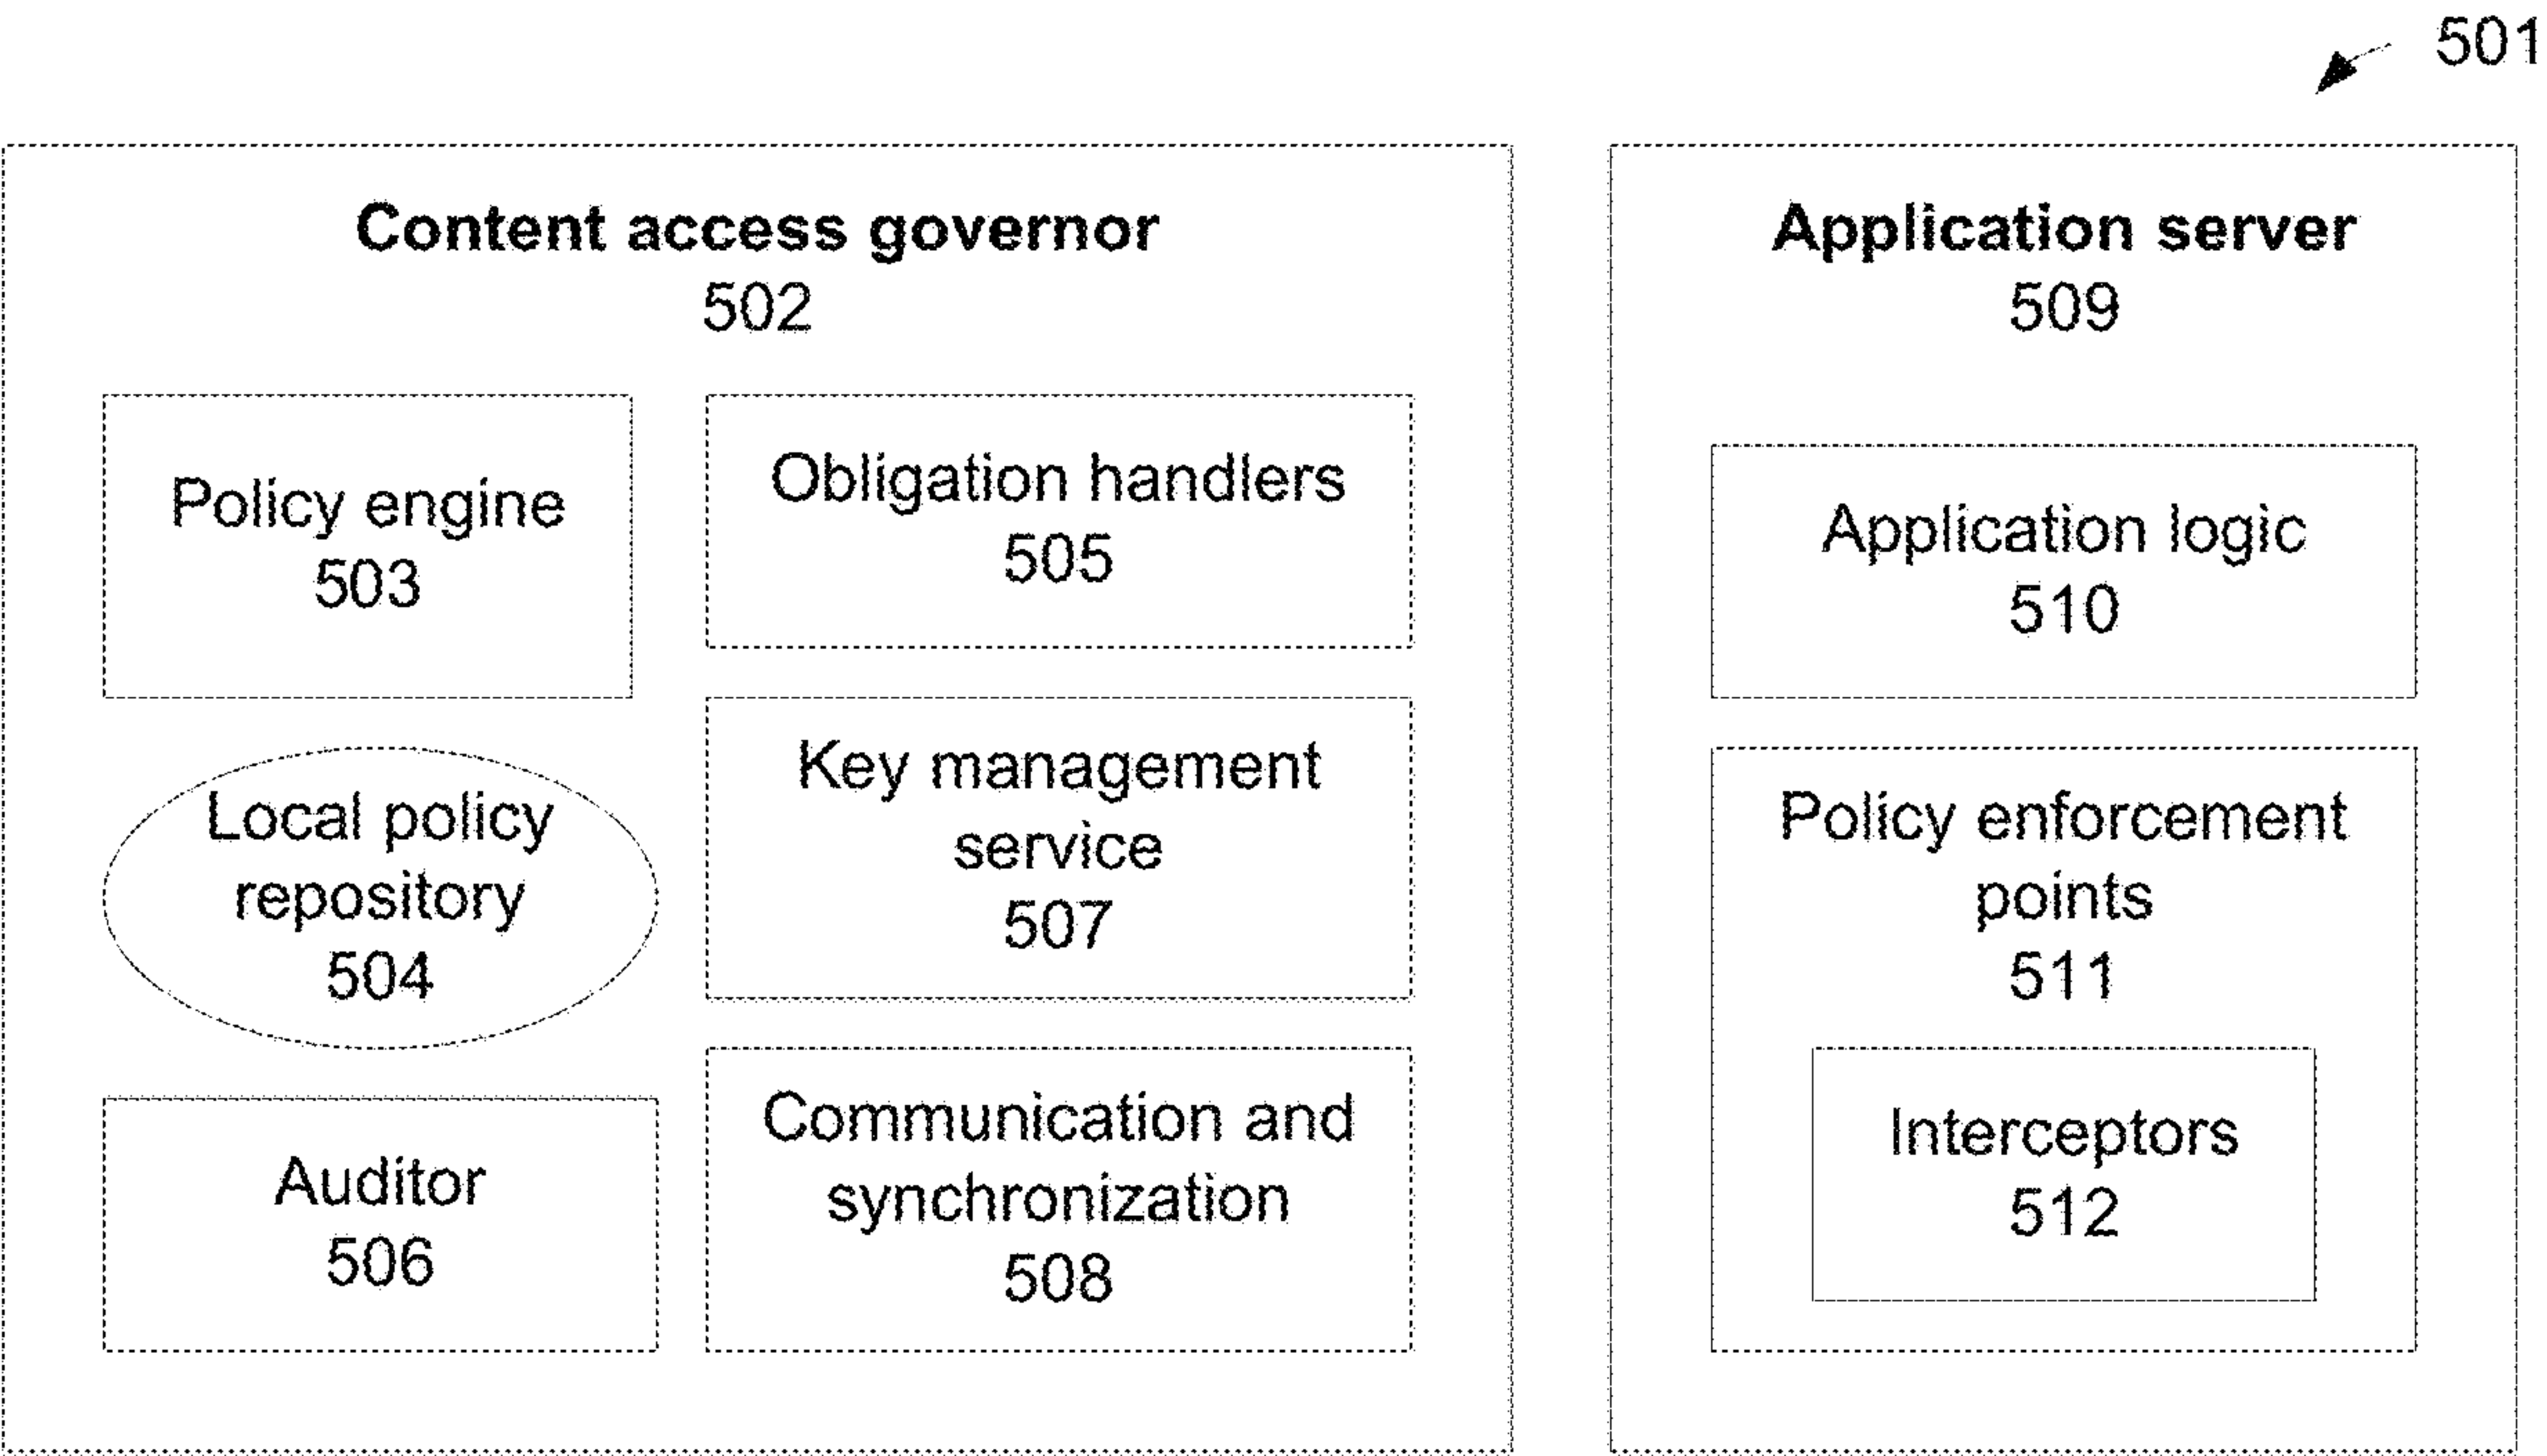 501
Content access governor
502
Policy engine
503
Obligation handlers
505
Local policy
repository
504
Key management
service
507
Auditor
506
Communication and
synchronization
508
Application server
509
Application logic
510
Policy enforcement
points
511
Interceptors
512